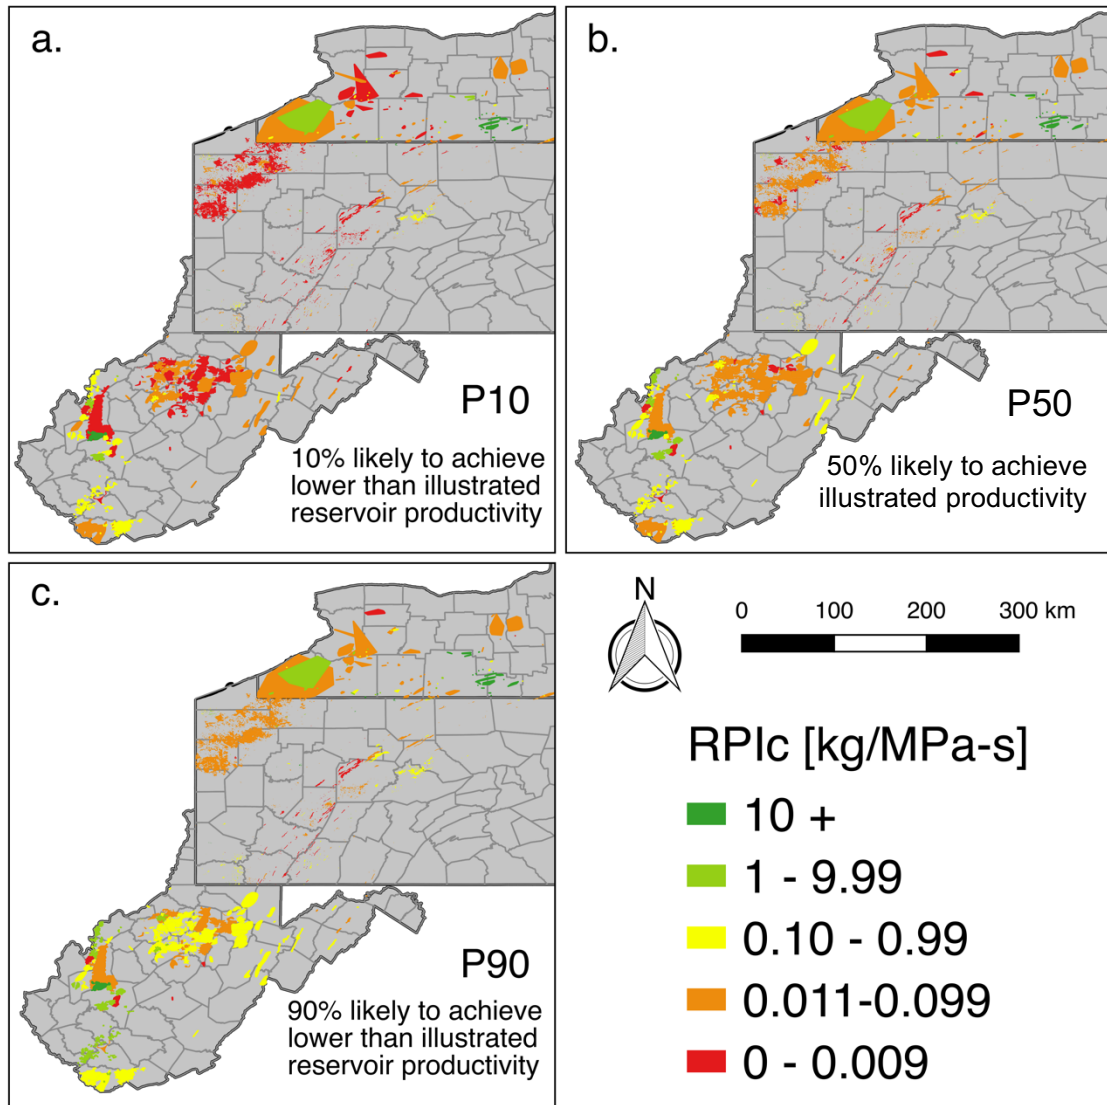 a.
P10
10% likely to achieve
lower than illustrated
reservoir productivity
b.
P50
50% likely to achieve
illustrated productivity
c.
P90
90% likely to achieve
lower than illustrated
reservoir productivity
N
0 100 200 300 km
RPIc [kg/MPa-s]
10 +
1 - 9.99
0.10 - 0.99
0.011-0.099
0 - 0.009